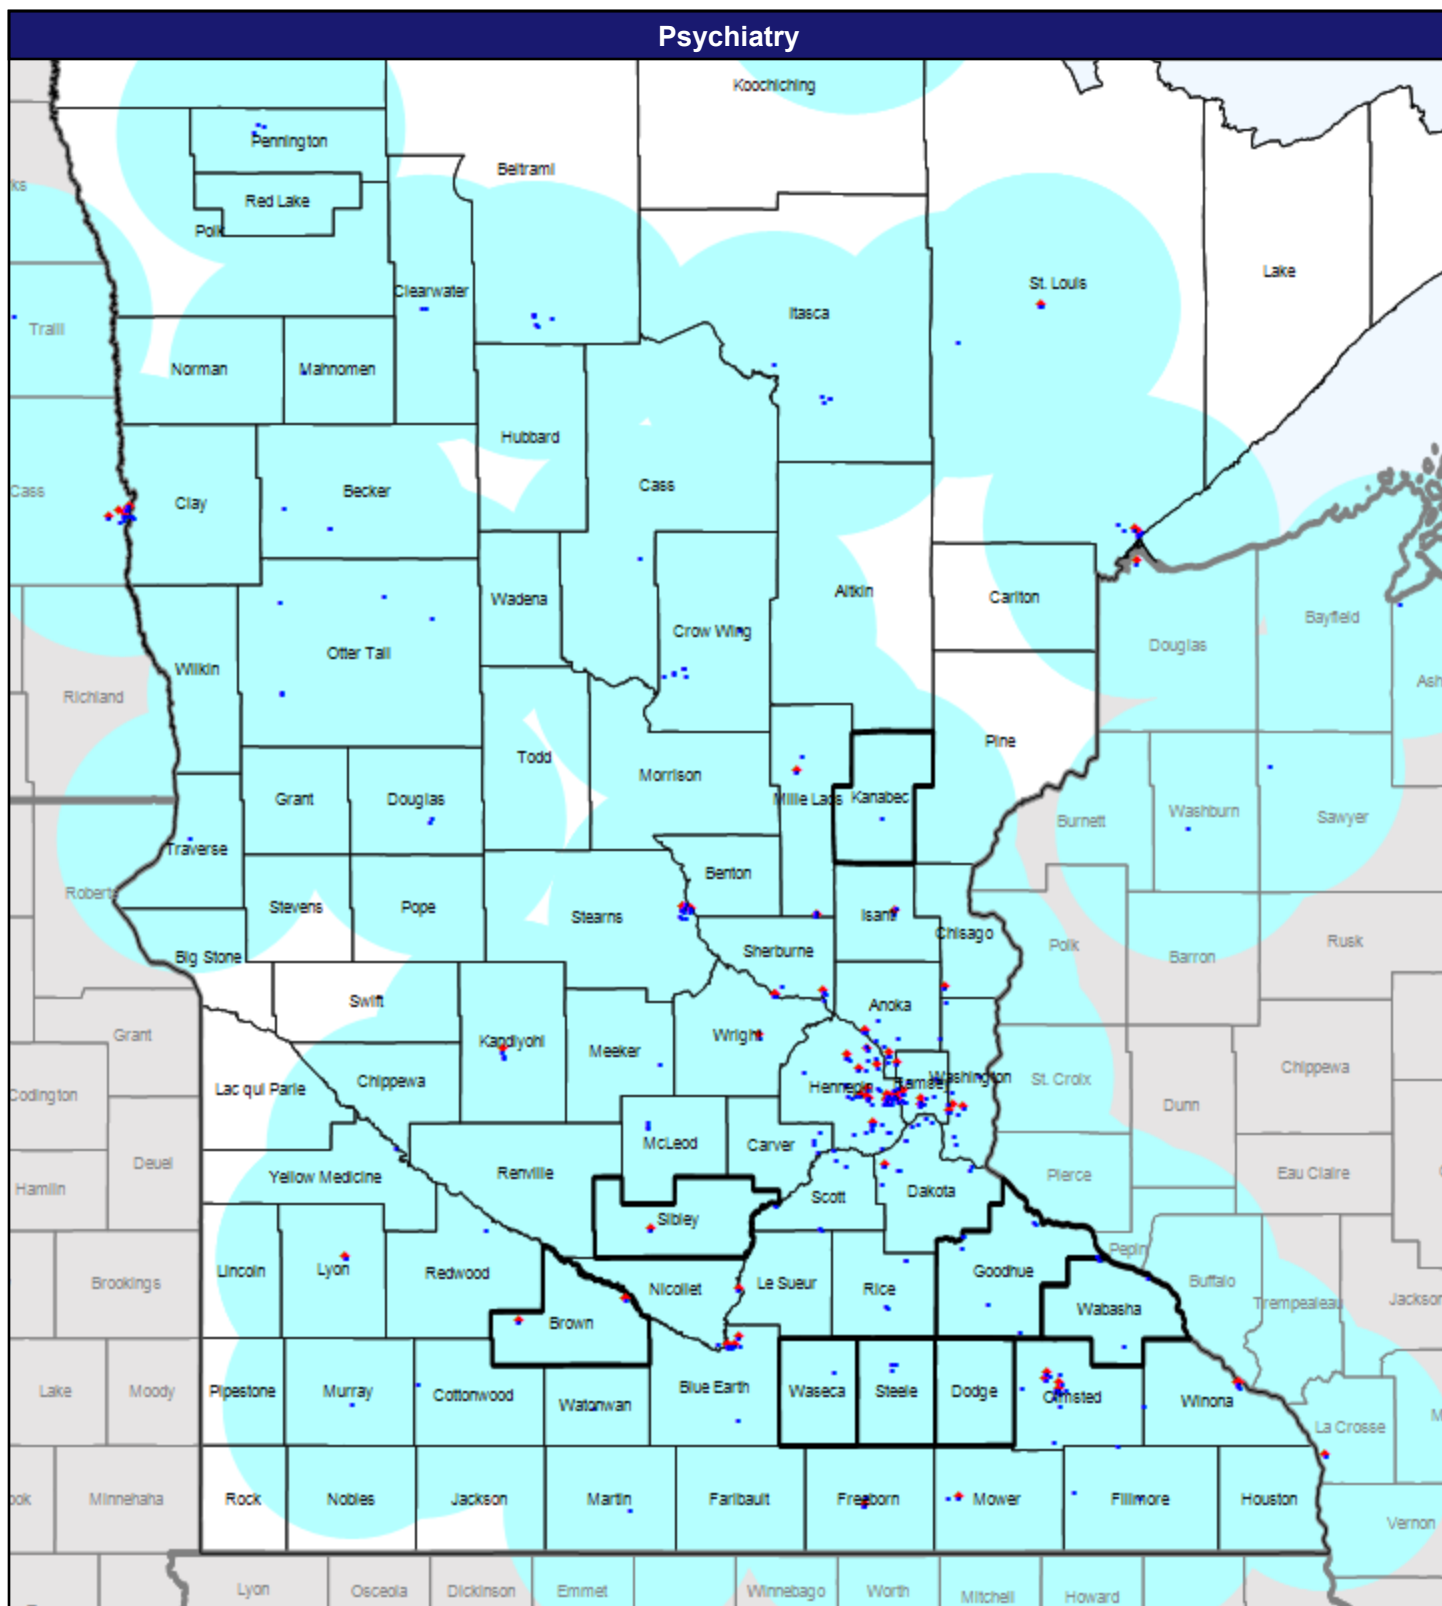 Psychiatry
Koochiching
Pennington
Beltrami
ks
Red Lake
Polk
Lake
St. Louis
Clearwater
Itasca
Traill
Norman
Mahnomen
Hubbard
Cass
Becker
Cass
Clay
Aitkin
Carlton
Wadena
Bayfield
Crow Wing
Douglas
Otter Tail
Wilkin
Ash
Richland
Pine
Todd
Morrison
Grant
Douglas
Mille Lacs
Kanabec
Washburn
Sawyer
Burnett
Traverse
Benton
Roberts
Stevens
Pope
Stearns
Isanti
Chisago
Polk
Rusk
Big Stone
Sherburne
Barron
Swift
Anoka
Grant
Wright
Kandiyohi
Meeker
Chippewa
Chippewa
Washington
St. Croix
Lac qui Parle
Hennepin
Ramsey
Codington
Dunn
McLeod
Carver
Deuel
Renville
Eau Claire
Yellow Medicine
Pierce
Hamlin
Scott
Dakota
Sibley
Pepin
Lincoln
Lyon
Redwood
Goodhue
Brookings
Nicollet
Le Sueur
Rice
Buffalo
Jackson
Trempealeau
Wabasha
Brown
Lake
Moody
Pipestone
Murray
Cottonwood
Blue Earth
Waseca
Steele
Dodge
Olmsted
Winona
Watonwan
La Crosse
M
ook
Minnehaha
Rock
Nobles
Jackson
Martin
Faribault
Freeborn
Mower
Fillmore
Houston
Vernon
Lyon
Osceola
Dickinson
Emmet
Winnebago
Worth
Mitchell
Howard